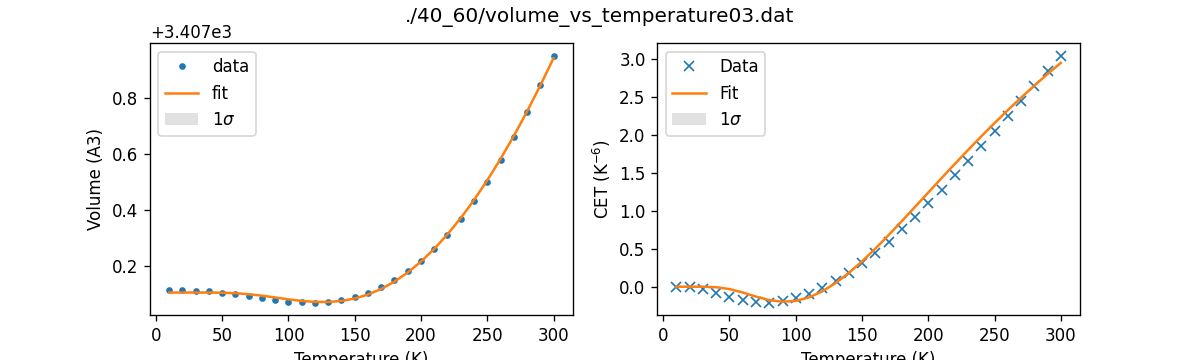 ./40_60/volume_vs_temperature03.dat
+3.407e3
data
fit
1σ
0.8
0.6
0.4
0.2
Volume (A3)
0 50 100 150 200 250 300
Temperature (K)
Data
Fit
1σ
3.0
2.5
2.0
1.5
1.0
0.5
0.0
CET (K⁻⁶)
0 50 100 150 200 250 300
Temperature (K)